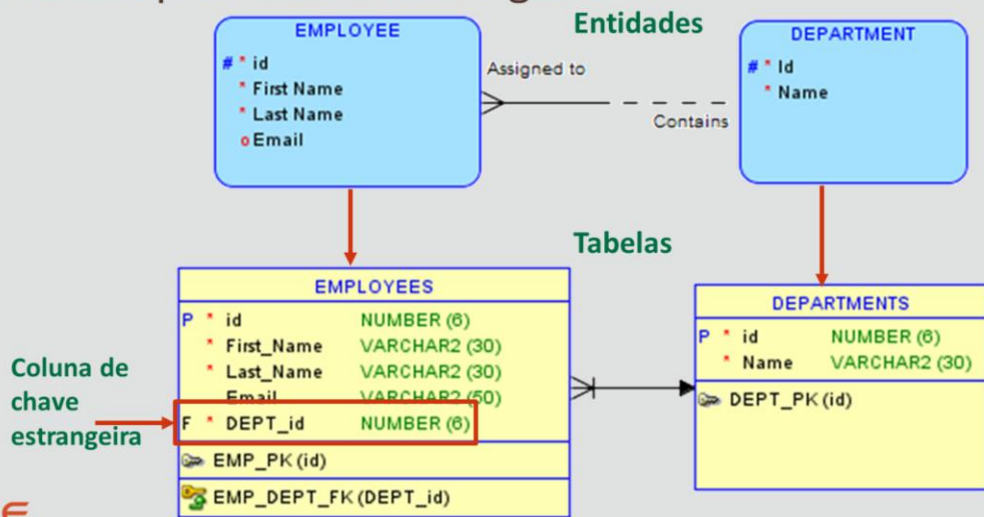 Entidades
EMPLOYEE
# * id
* First Name
* Last Name
o Email
Assigned to
Contains
DEPARTMENT
# * Id
* Name
Tabelas
EMPLOYEES
P * id NUMBER (6)
* First_Name VARCHAR2 (30)
* Last_Name VARCHAR2 (30)
Email VARCHAR2 (50)
F * DEPT_id NUMBER (6)
EMP_PK (id)
EMP_DEPT_FK (DEPT_id)
DEPARTMENTS
P * id NUMBER (6)
* Name VARCHAR2 (30)
DEPT_PK (id)
Coluna de
chave
estrangeira